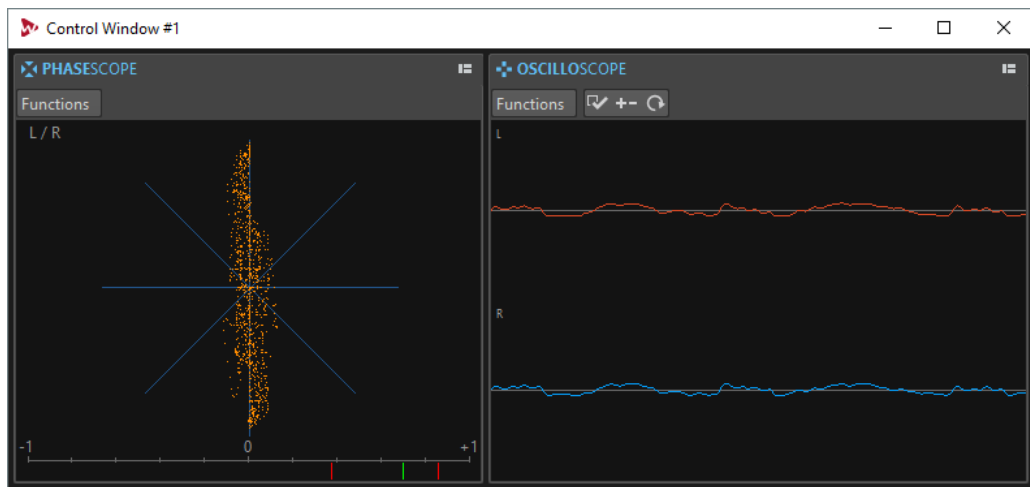 Control Window #1
PHASESCOPE
Functions
L / R
-1
0
+1
OSCILLOSCOPE
Functions
L
R